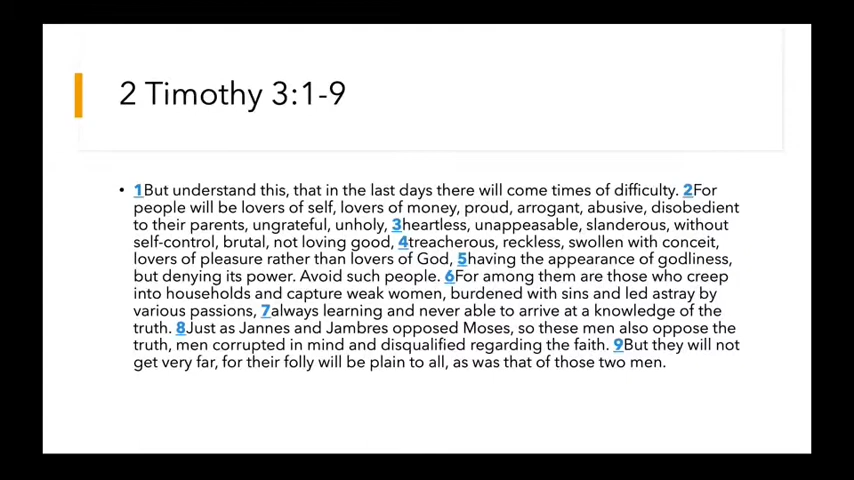 2 Timothy 3:1-9
• 1But understand this, that in the last days there will come times of difficulty. 2For
people will be lovers of self, lovers of money, proud, arrogant, abusive, disobedient
to their parents, ungrateful, unholy, 3heartless, unappeasable, slanderous, without
self-control, brutal, not loving good, 4treacherous, reckless, swollen with conceit,
lovers of pleasure rather than lovers of God, 5having the appearance of godliness,
but denying its power. Avoid such people. 6For among them are those who creep
into households and capture weak women, burdened with sins and led astray by
various passions, 7always learning and never able to arrive at a knowledge of the
truth. 8Just as Jannes and Jambres opposed Moses, so these men also oppose the
truth, men corrupted in mind and disqualified regarding the faith. 9But they will not
get very far, for their folly will be plain to all, as was that of those two men.